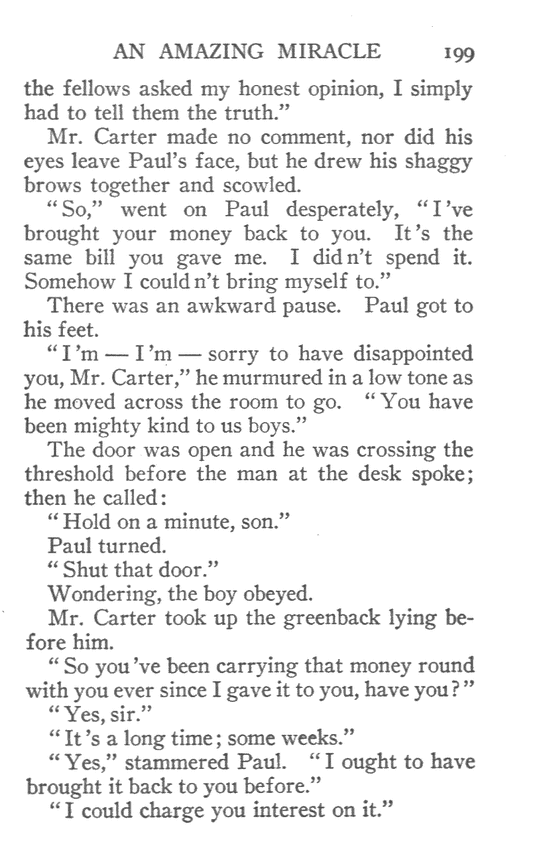 AN AMAZING MIRACLE 199
the fellows asked my honest opinion, I simply
had to tell them the truth.”
Mr. Carter made no comment, nor did his
eyes leave Paul’s face, but he drew his shaggy
brows together and scowled.
“So,” went on Paul desperately, “I’ve
brought your money back to you. It’s the
same bill you gave me. I didn’t spend it.
Somehow I couldn’t bring myself to.”
There was an awkward pause. Paul got to
his feet.
“I’m — I’m — sorry to have disappointed
you, Mr. Carter,” he murmured in a low tone as
he moved across the room to go. “You have
been mighty kind to us boys.”
The door was open and he was crossing the
threshold before the man at the desk spoke;
then he called:
“Hold on a minute, son.”
Paul turned.
“Shut that door.”
Wondering, the boy obeyed.
Mr. Carter took up the greenback lying be-
fore him.
“So you’ve been carrying that money round
with you ever since I gave it to you, have you?”
“Yes, sir.”
“It’s a long time; some weeks.”
“Yes,” stammered Paul. “I ought to have
brought it back to you before.”
“I could charge you interest on it.”